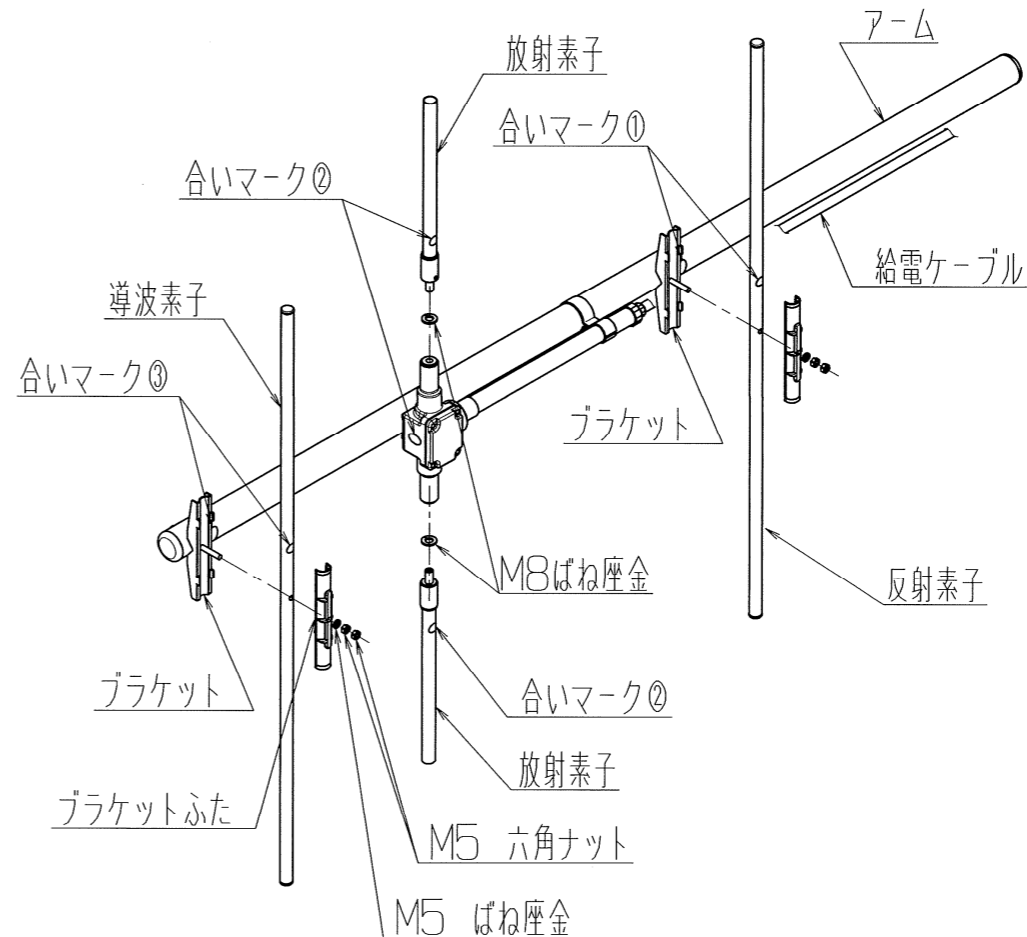 アーム
放射素子
合いマーク①
合いマーク②
給電ケーブル
導波素子
合いマーク③
ブラケット
M8ばね座金
反射素子
ブラケット
合いマーク②
放射素子
ブラケットふた
M5 六角ナット
M5 ばね座金